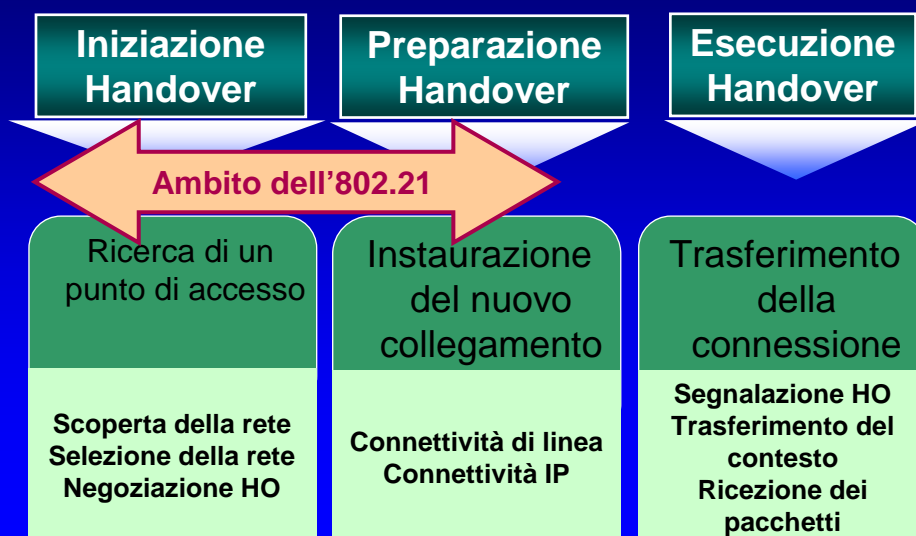 Iniziazione
Handover
Preparazione
Handover
Esecuzione
Handover
Ambito dell'802.21
Ricerca di un
punto di accesso
Instaurazione
del nuovo
collegamento
Trasferimento
della
connessione
Scoperta della rete
Selezione della rete
Negoziazione HO
Connettività di linea
Connettività IP
Segnalazione HO
Trasferimento del
contesto
Ricezione dei
pacchetti